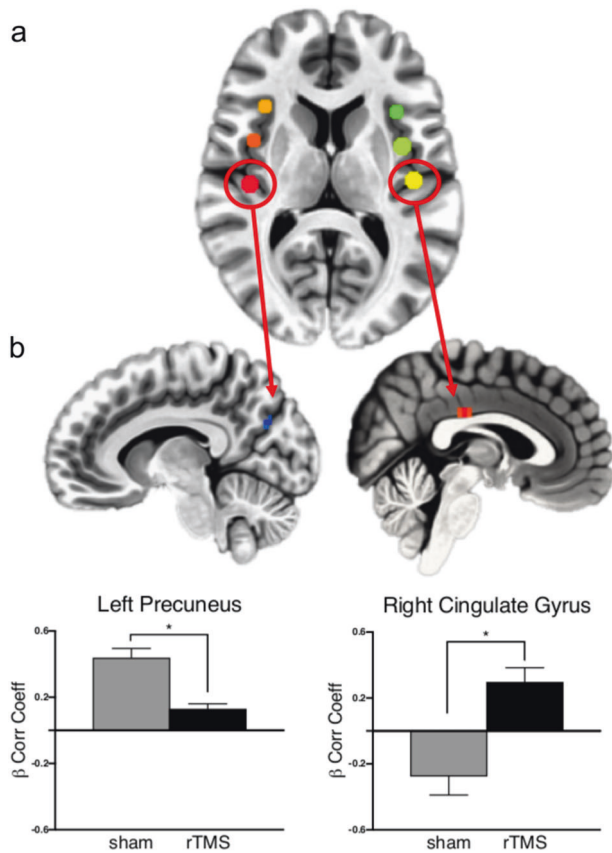 a
b
Left Precuneus
*
β Corr Coeff
0.6
0.2
-0.2
-0.6
sham rTMS
Right Cingulate Gyrus
*
β Corr Coeff
0.6
0.2
-0.2
-0.6
sham rTMS